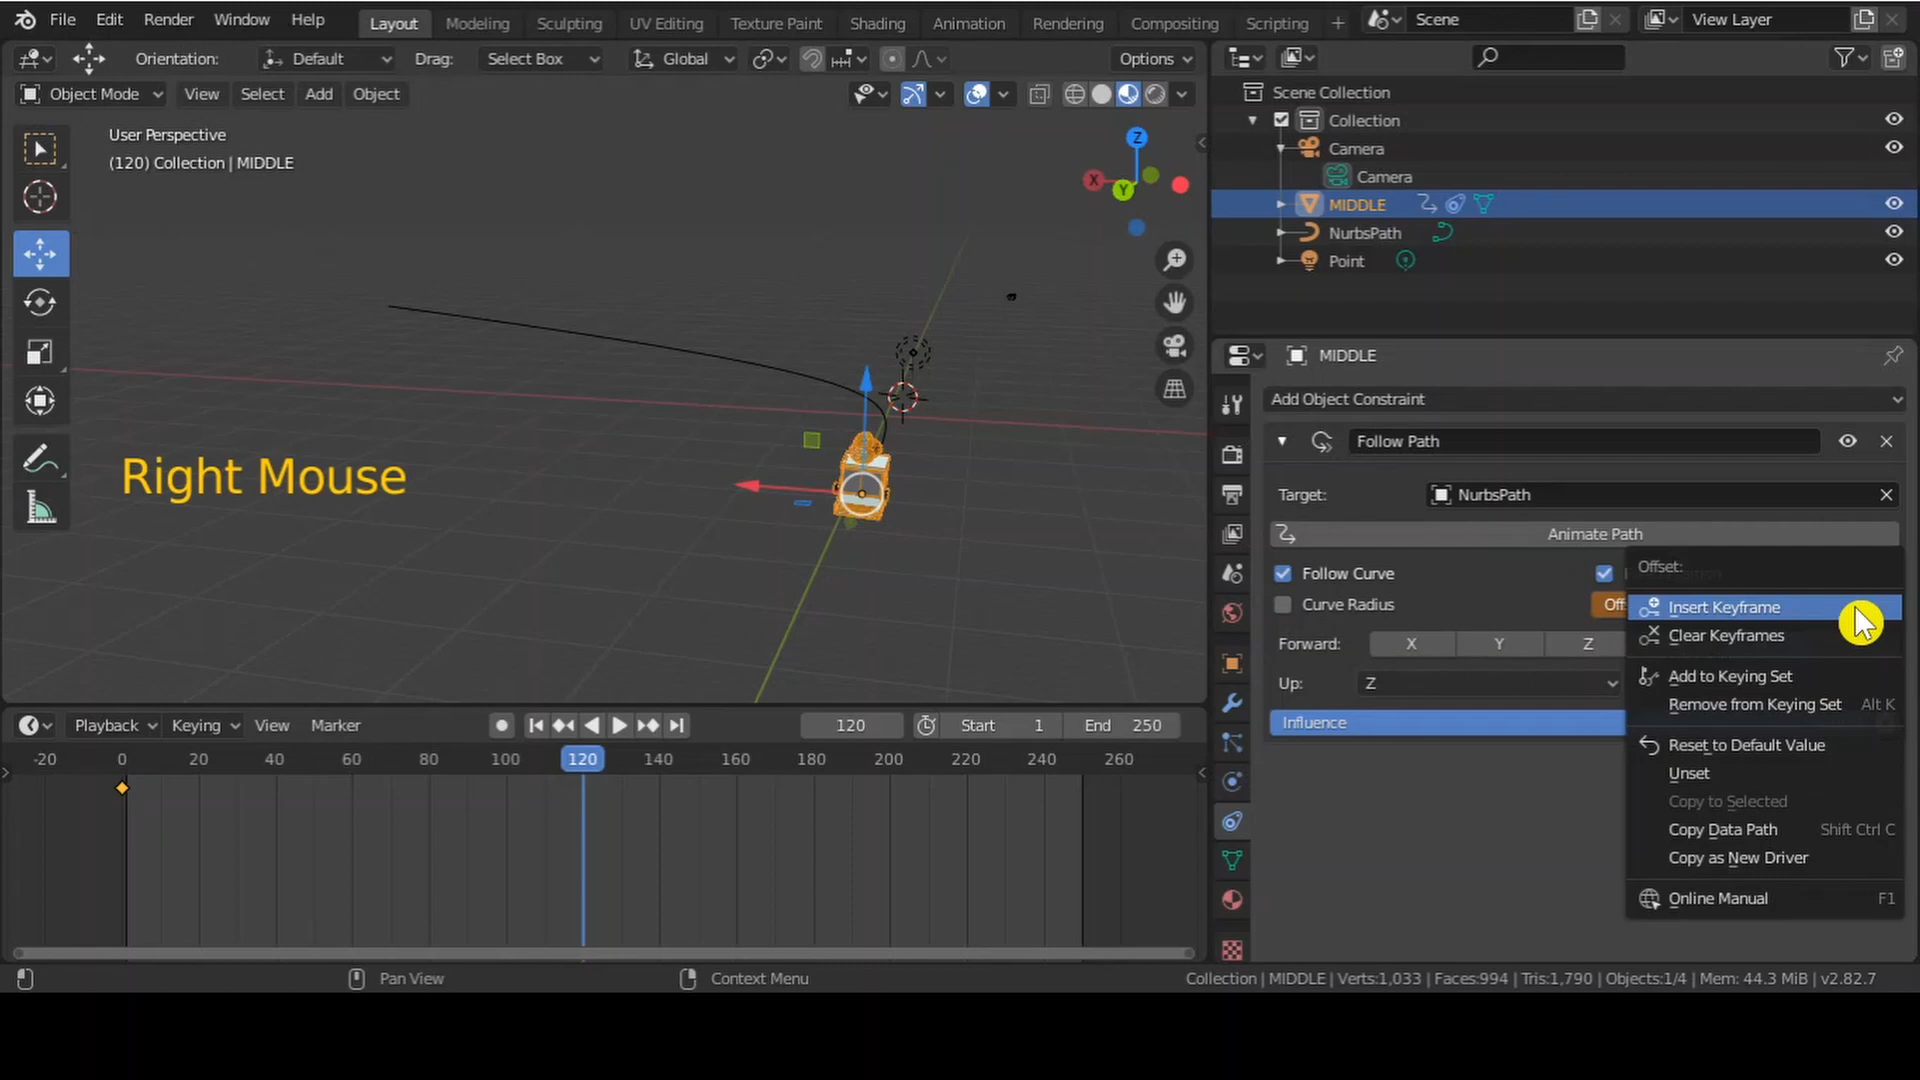 File Edit Render Window Help Layout Modeling Sculpting UV Editing Texture Paint Shading Animation Rendering Compositing Scripting + Scene View Layer
Orientation: Default Drag: Select Box Global Options
Object Mode View Select Add Object
User Perspective
(120) Collection | MIDDLE
Z
X
Y
Right Mouse
Scene Collection
Collection
Camera
Camera
MIDDLE
NurbsPath
Point
MIDDLE
Add Object Constraint
Follow Path
Target: NurbsPath
Animate Path
Follow Curve
Curve Radius
Forward: X Y Z
Up: Z
Influence
Offset:
Insert Keyframe
Clear Keyframes
Add to Keying Set
Remove from Keying Set Alt K
Reset to Default Value
Unset
Copy to Selected
Copy Data Path Shift Ctrl C
Copy as New Driver
Online Manual F1
Playback Keying View Marker 120 Start 1 End 250
-20 0 20 40 60 80 100 120 140 160 180 200 220 240 260
Pan View Context Menu Collection | MIDDLE | Verts:1,033 | Faces:994 | Tris:1,790 | Objects:1/4 | Mem: 44.3 MiB | v2.82.7